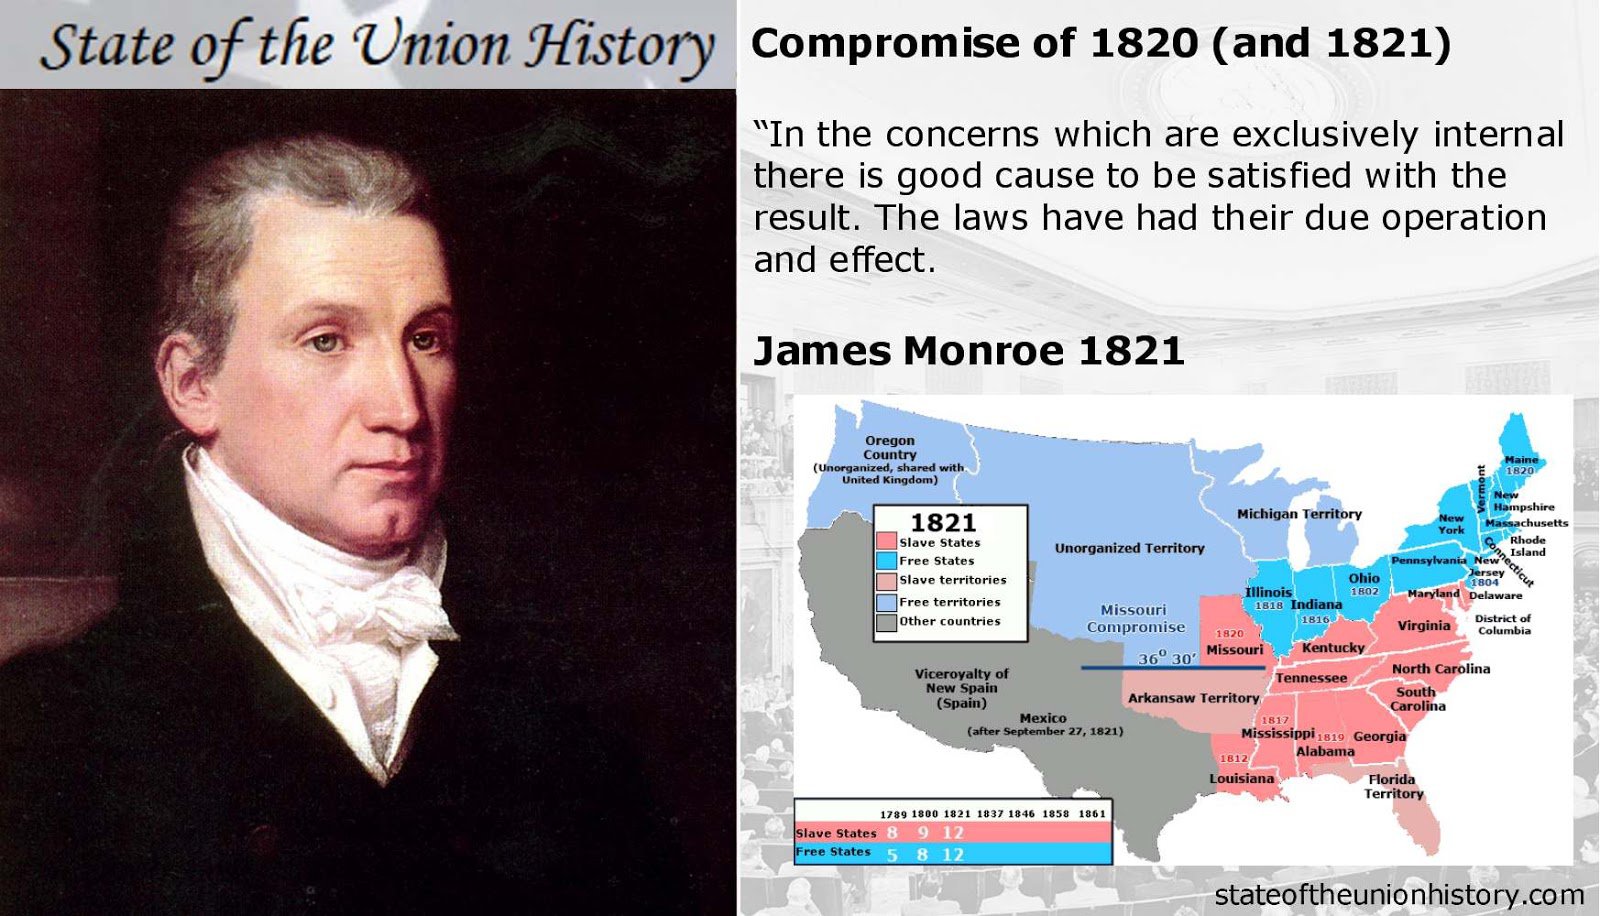 State of the Union History
Compromise of 1820 (and 1821)
“In the concerns which are exclusively internal
there is good cause to be satisfied with the
result. The laws have had their due operation
and effect.
James Monroe 1821
Oregon
Country
(Unorganized, shared with
United Kingdom)
1821
Slave States
Free States
Slave territories
Free territories
Other countries
Unorganized Territory
Michigan Territory
Missouri
Compromise
36° 30’
Maine
1820
Vermont
New
Hampshire
New
York
Massachusetts
Rhode
Island
Connecticut
Pennsylvania
New
Jersey
1804
Ohio
1802
Illinois
1818
Indiana
1816
Maryland
Delaware
District of
Columbia
Virginia
1820
Missouri
Kentucky
North Carolina
Tennessee
South
Carolina
Arkansaw Territory
Viceroyalty of
New Spain
(Spain)
Mexico
(after September 27, 1821)
1817
Mississippi
1819
Alabama
Georgia
1812
Louisiana
Florida
Territory
1789 1800 1821 1837 1846 1858 1861
Slave States 8 9 12
Free States 5 8 12
stateoftheunionhistory.com